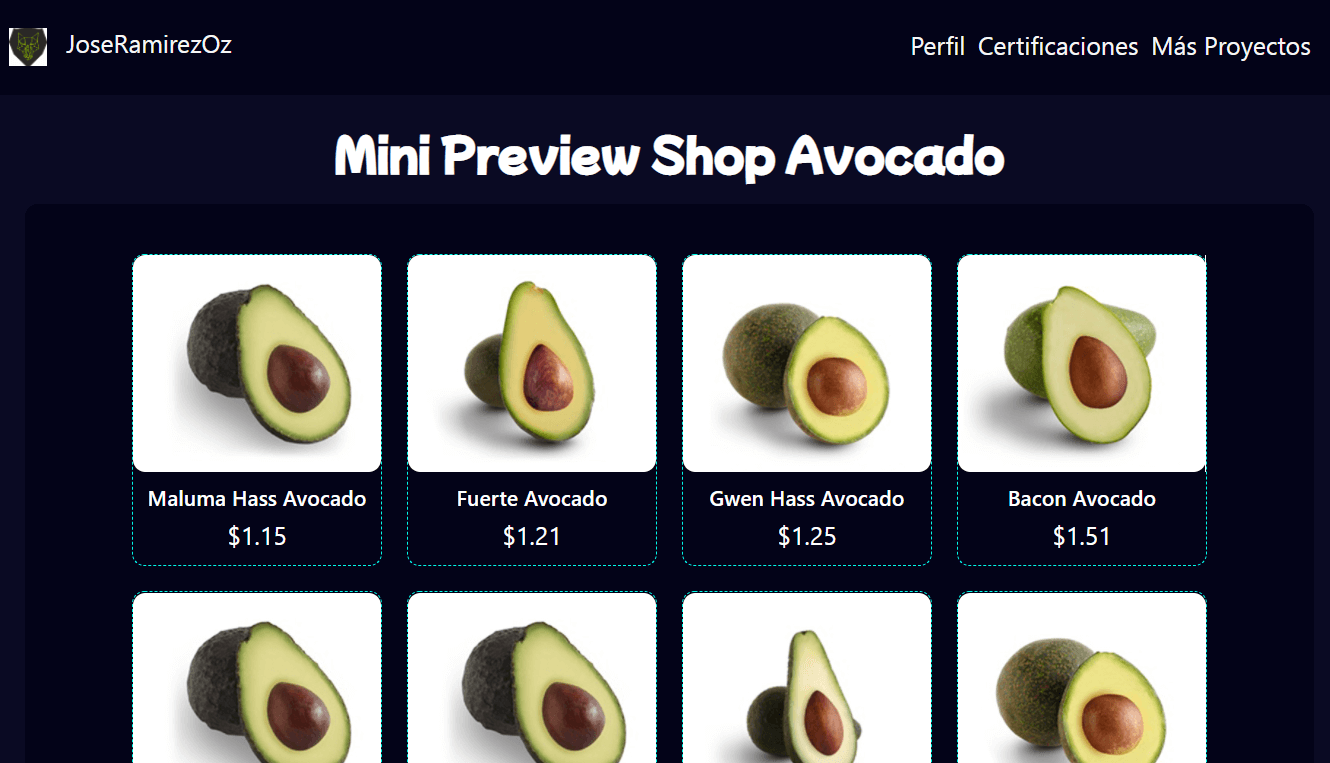 JoseRamirezOz
Perfil Certificaciones Más Proyectos
Mini Preview Shop Avocado
Maluma Hass Avocado
$1.15
Fuerte Avocado
$1.21
Gwen Hass Avocado
$1.25
Bacon Avocado
$1.51